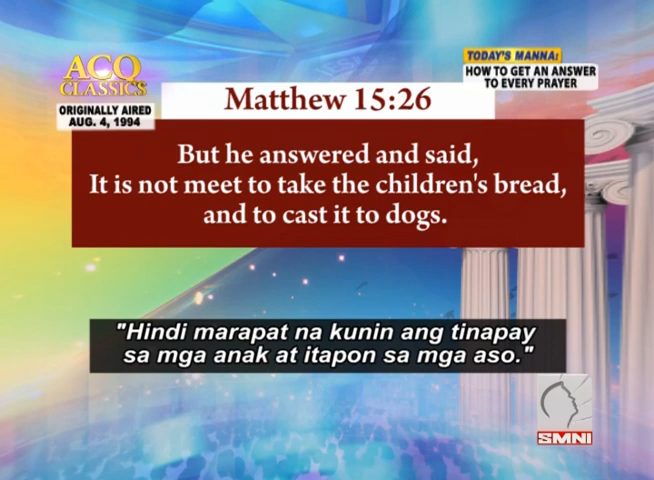 ACQ
CLASSICS
ORIGINALLY AIRED
AUG. 4, 1994
TODAY'S MANNA:
HOW TO GET AN ANSWER
TO EVERY PRAYER
Matthew 15:26
But he answered and said,
It is not meet to take the children's bread,
and to cast it to dogs.
"Hindi marapat na kunin ang tinapay
sa mga anak at itapon sa mga aso."
SMNI